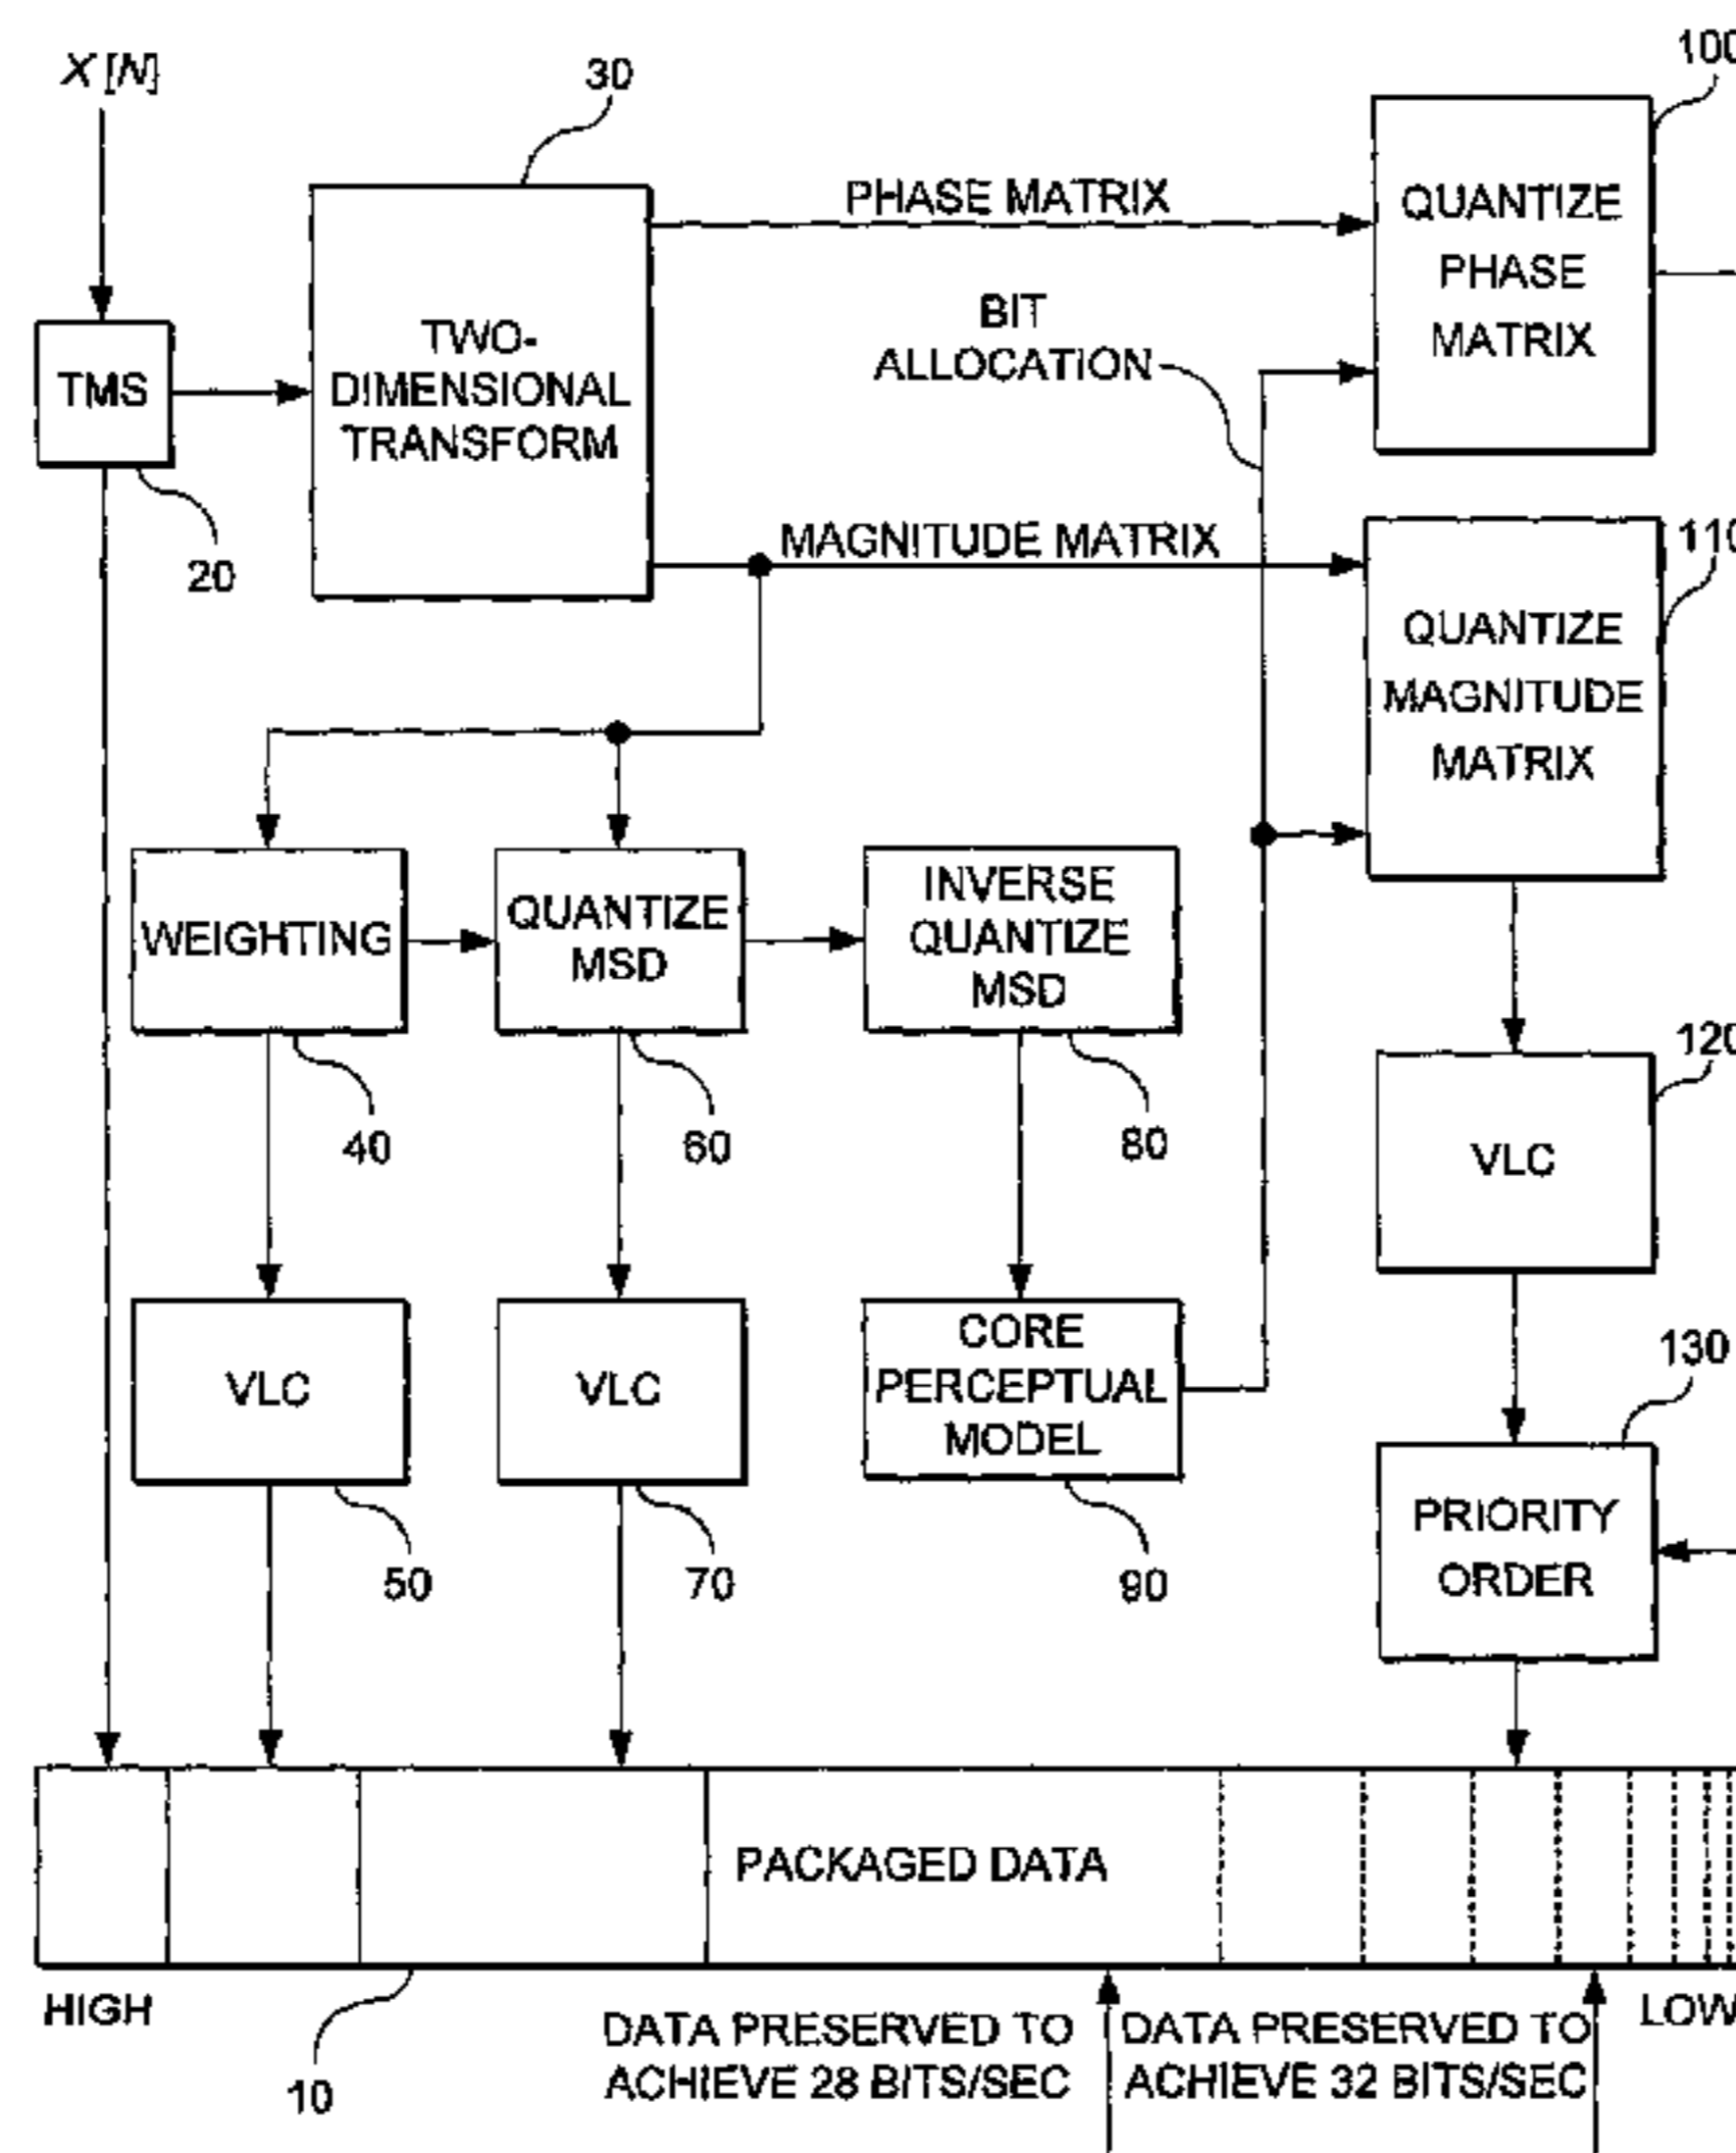 X [N]
30
100
PHASE MATRIX
QUANTIZE
PHASE
MATRIX
BIT
ALLOCATION
TWO-
DIMENSIONAL
TRANSFORM
TMS
20
MAGNITUDE MATRIX
110
QUANTIZE
MAGNITUDE
MATRIX
WEIGHTING
QUANTIZE
MSD
INVERSE
QUANTIZE
MSD
40
60
80
120
VLC
VLC
VLC
CORE
PERCEPTUAL
MODEL
130
50
70
90
PRIORITY
ORDER
PACKAGED DATA
HIGH
LOW
10
DATA PRESERVED TO
ACHIEVE 28 BITS/SEC
DATA PRESERVED TO
ACHIEVE 32 BITS/SEC